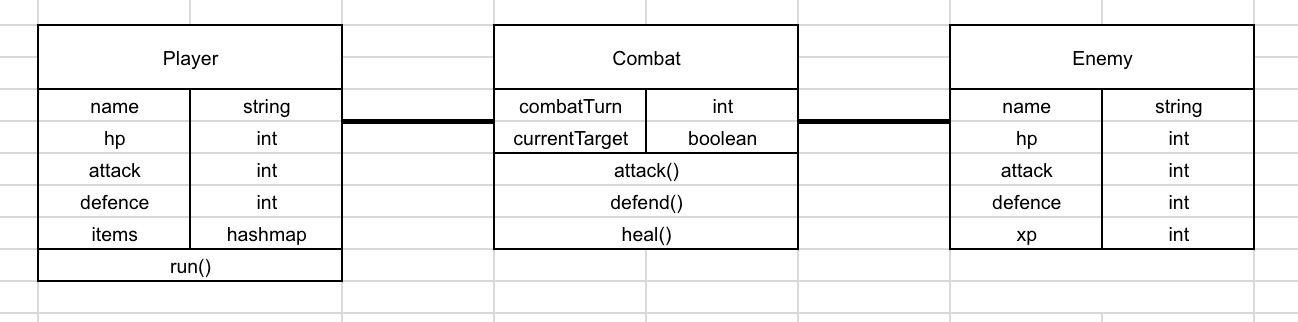 Player
name string
hp int
attack int
defence int
items hashmap
run()
Combat
combatTurn int
currentTarget boolean
attack()
defend()
heal()
Enemy
name string
hp int
attack int
defence int
xp int